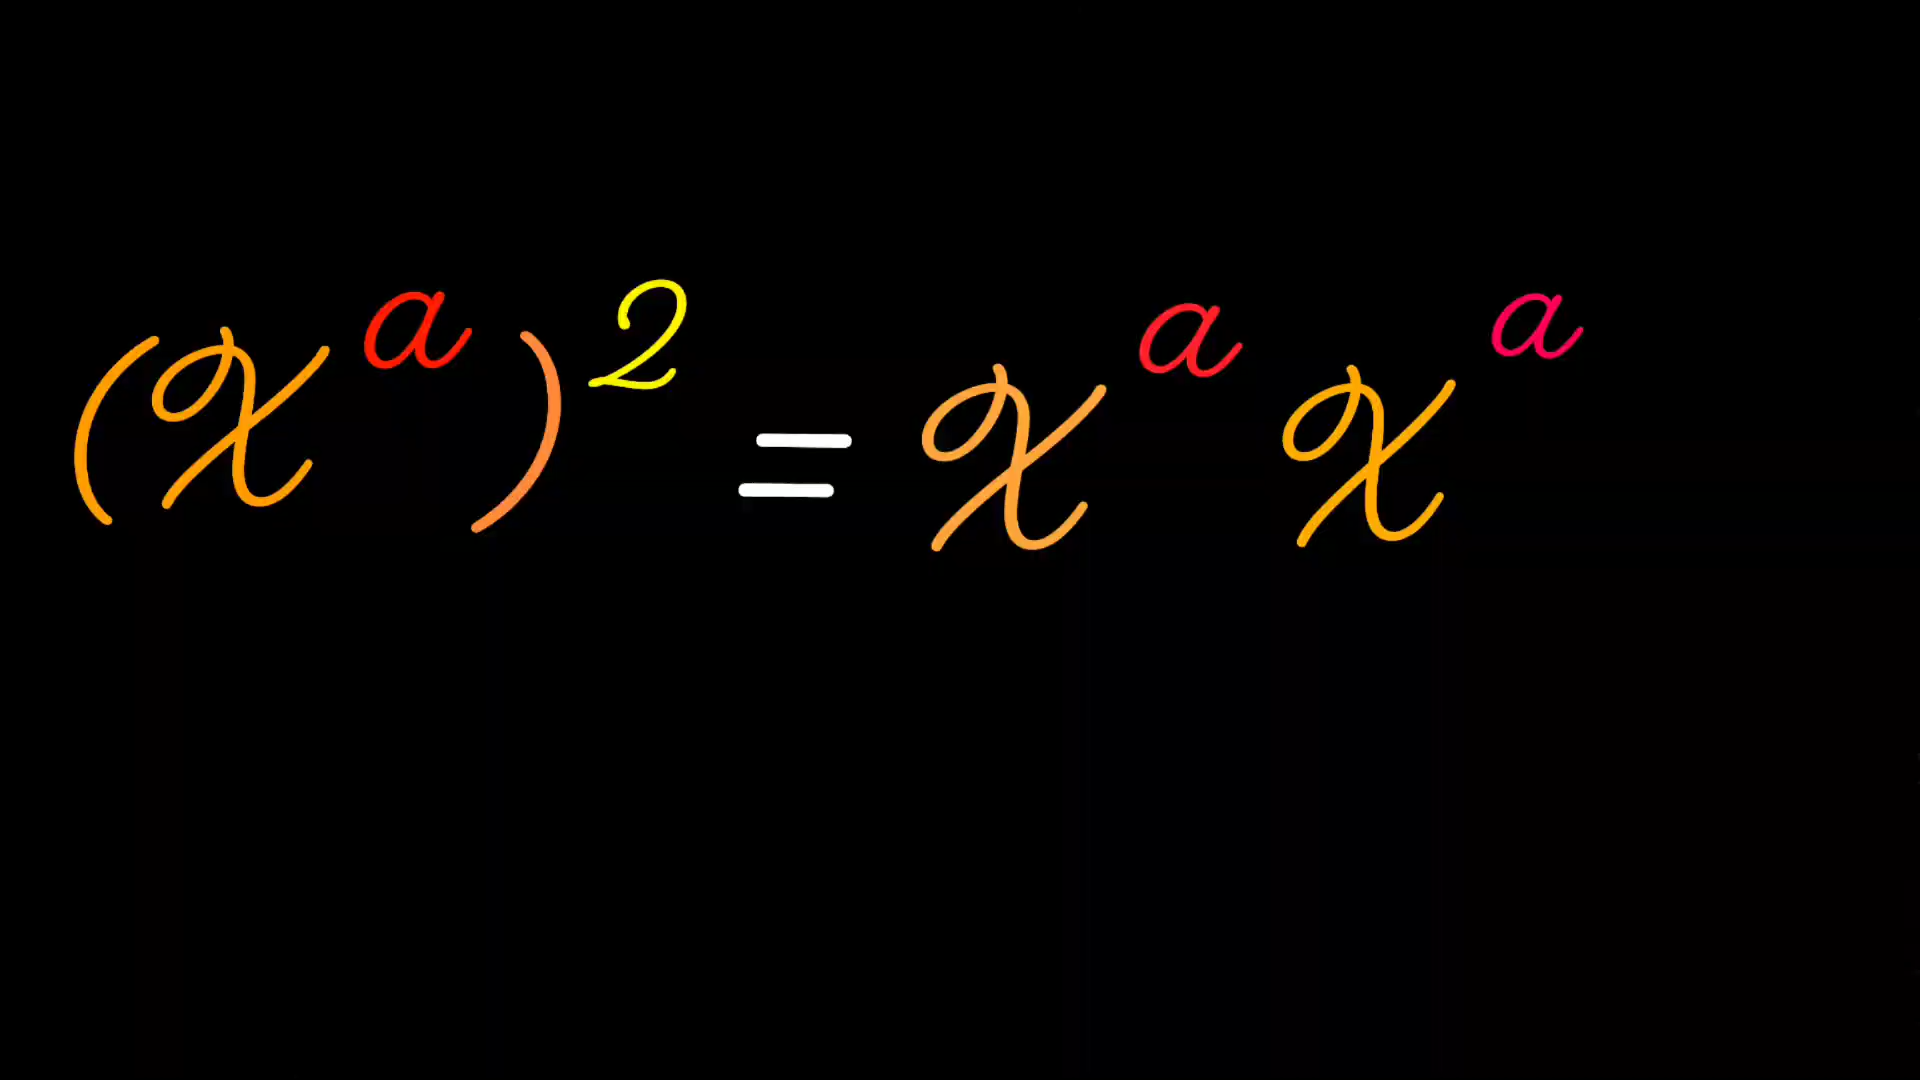 (x^a)^2 = x^a x^a